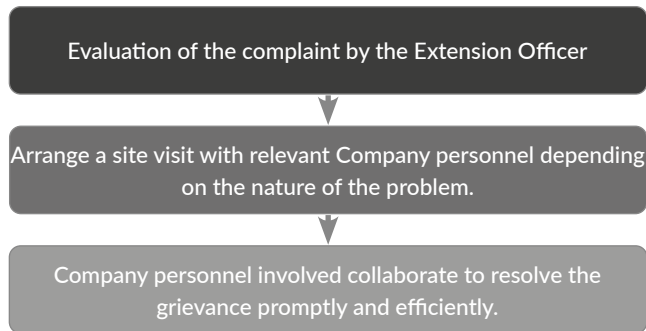 Evaluation of the complaint by the Extension Officer
Arrange a site visit with relevant Company personnel depending
on the nature of the problem.
Company personnel involved collaborate to resolve the
grievance promptly and efficiently.